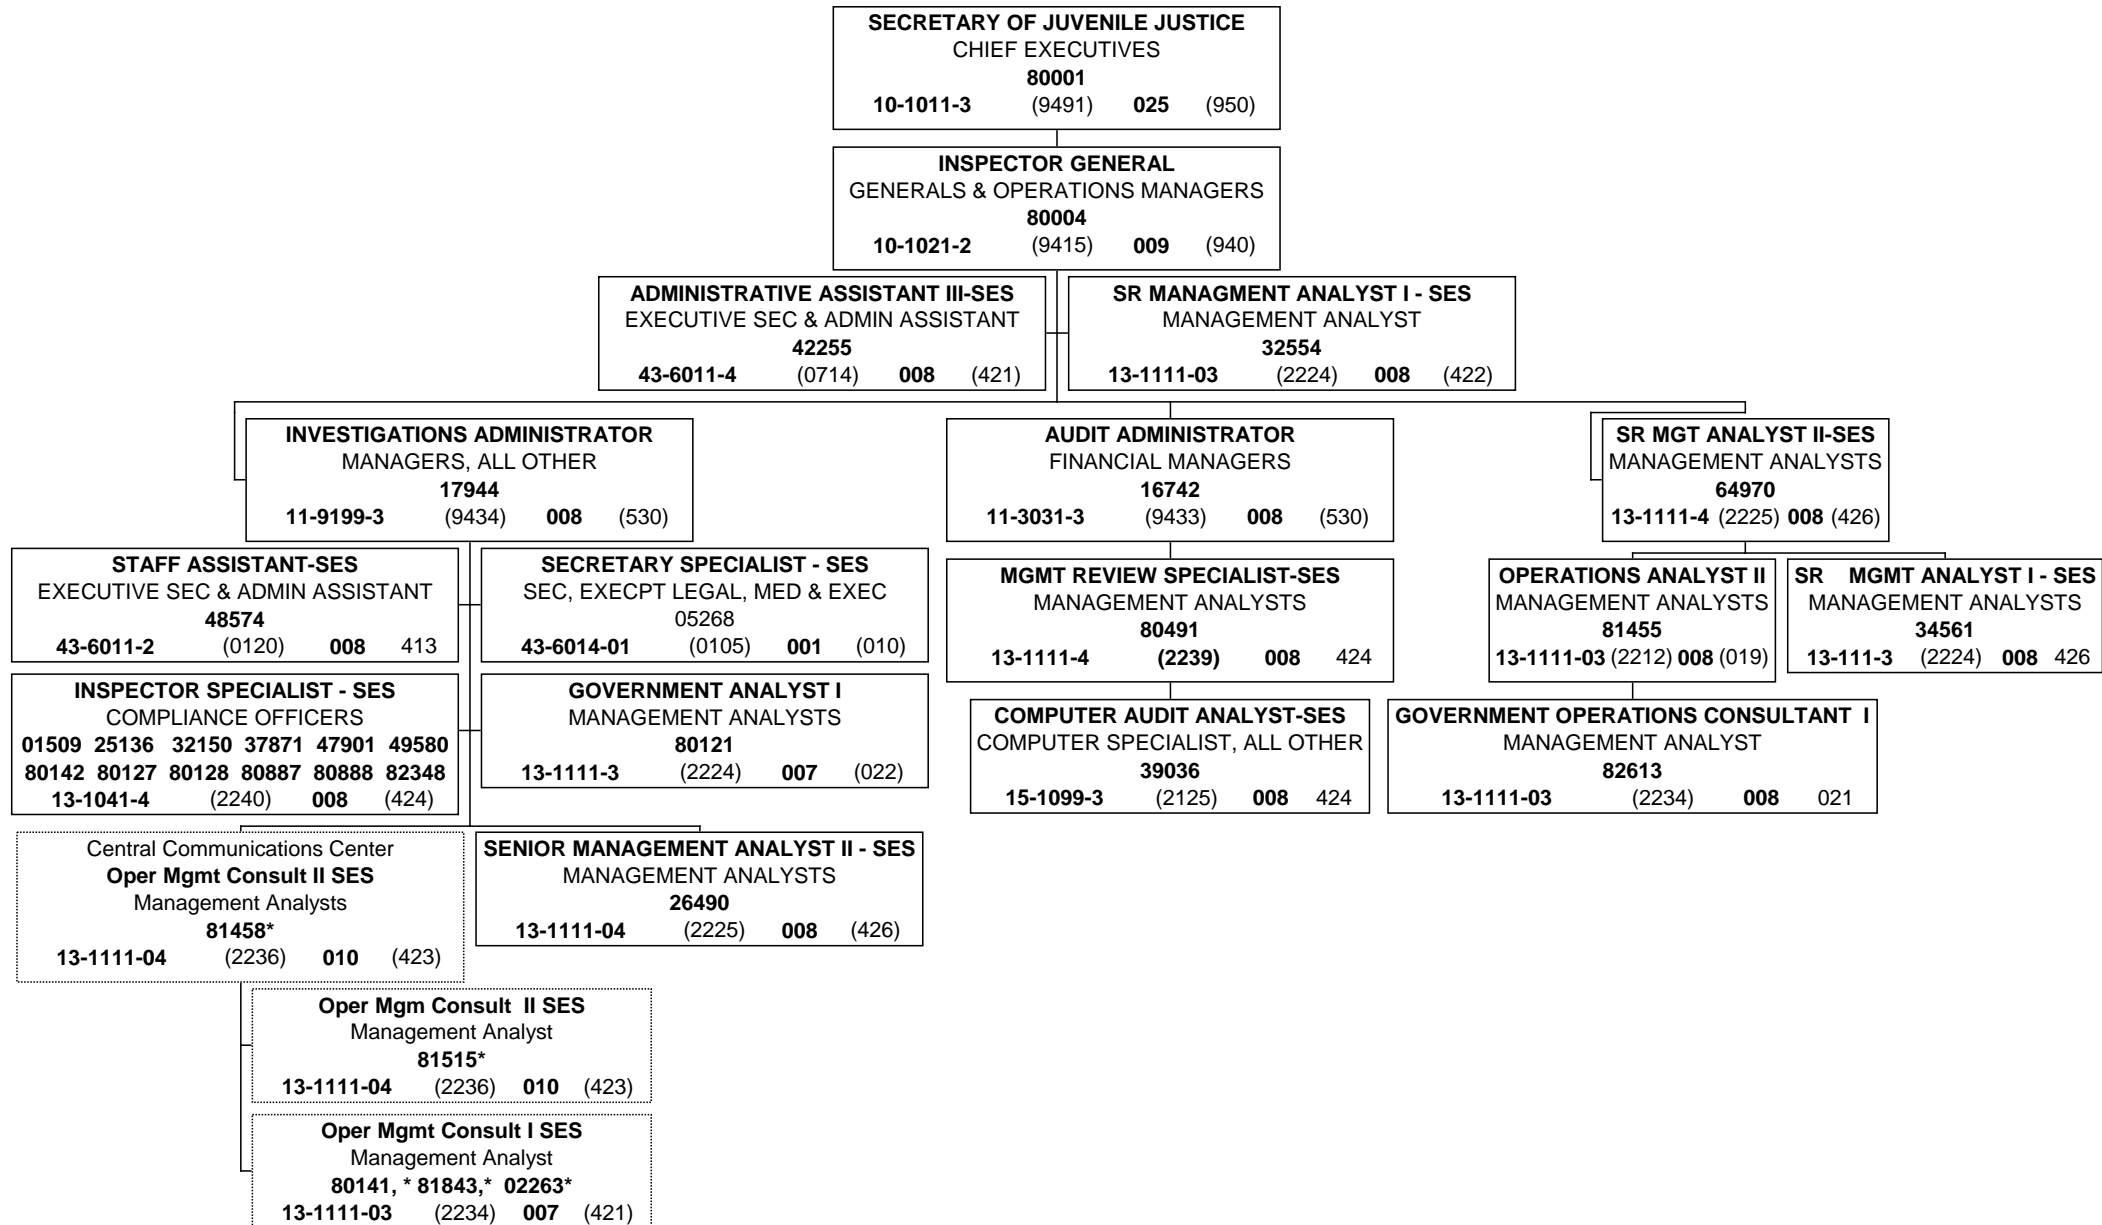 SECRETARY OF JUVENILE JUSTICE
CHIEF EXECUTIVES
80001
10-1011-3 (9491) 025 (950)
INSPECTOR GENERAL
GENERALS & OPERATIONS MANAGERS
80004
10-1021-2 (9415) 009 (940)
ADMINISTRATIVE ASSISTANT III-SES
EXECUTIVE SEC & ADMIN ASSISTANT
42255
43-6011-4 (0714) 008 (421)
SR MANAGMENT ANALYST I - SES
MANAGEMENT ANALYST
32554
13-1111-03 (2224) 008 (422)
INVESTIGATIONS ADMINISTRATOR
MANAGERS, ALL OTHER
17944
11-9199-3 (9434) 008 (530)
AUDIT ADMINISTRATOR
FINANCIAL MANAGERS
16742
11-3031-3 (9433) 008 (530)
SR MGT ANALYST II-SES
MANAGEMENT ANALYSTS
64970
13-1111-4 (2225) 008 (426)
STAFF ASSISTANT-SES
EXECUTIVE SEC & ADMIN ASSISTANT
48574
43-6011-2 (0120) 008 413
SECRETARY SPECIALIST - SES
SEC, EXECPT LEGAL, MED & EXEC
05268
43-6014-01 (0105) 001 (010)
MGMT REVIEW SPECIALIST-SES
MANAGEMENT ANALYSTS
80491
13-1111-4 (2239) 008 424
OPERATIONS ANALYST II
MANAGEMENT ANALYSTS
81455
13-1111-03 (2212) 008 (019)
SR MGMT ANALYST I - SES
MANAGEMENT ANALYSTS
34561
13-111-3 (2224) 008 426
INSPECTOR SPECIALIST - SES
COMPLIANCE OFFICERS
01509 25136 32150 37871 47901 49580
80142 80127 80128 80887 80888 82348
13-1041-4 (2240) 008 (424)
GOVERNMENT ANALYST I
MANAGEMENT ANALYSTS
80121
13-1111-3 (2224) 007 (022)
COMPUTER AUDIT ANALYST-SES
COMPUTER SPECIALIST, ALL OTHER
39036
15-1099-3 (2125) 008 424
GOVERNMENT OPERATIONS CONSULTANT I
MANAGEMENT ANALYST
82613
13-1111-03 (2234) 008 021
Central Communications Center
Oper Mgmt Consult II SES
Management Analysts
81458*
13-1111-04 (2236) 010 (423)
SENIOR MANAGEMENT ANALYST II - SES
MANAGEMENT ANALYSTS
26490
13-1111-04 (2225) 008 (426)
Oper Mgm Consult II SES
Management Analyst
81515*
13-1111-04 (2236) 010 (423)
Oper Mgmt Consult I SES
Management Analyst
80141, * 81843,* 02263*
13-1111-03 (2234) 007 (421)